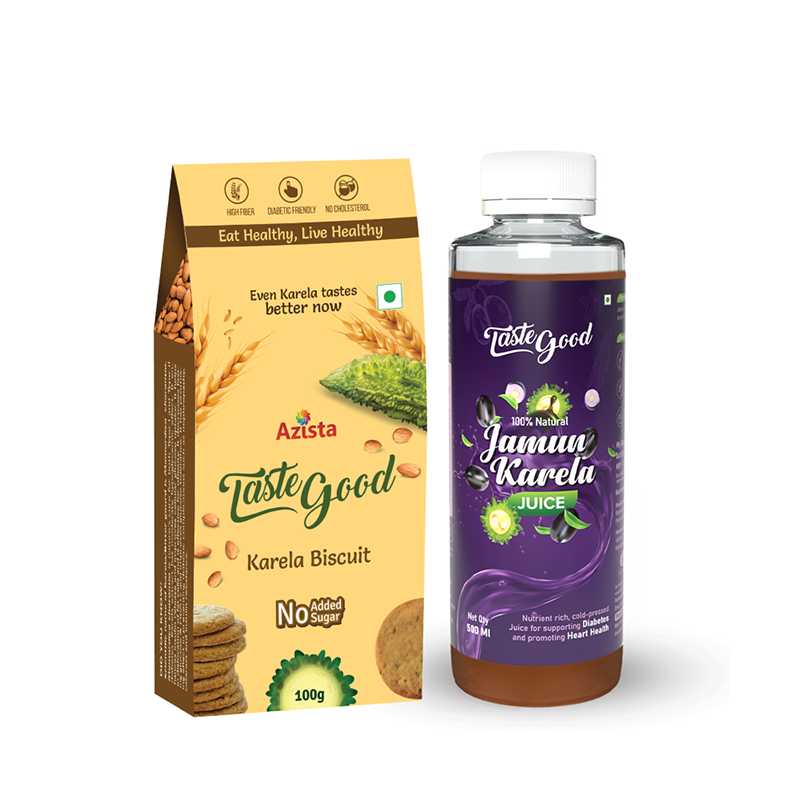 HIGH FIBER
DIABETIC FRIENDLY
NO CHOLESTEROL
Eat Healthy, Live Healthy
Even Karela tastes
better now
Azista
Taste Good
Karela Biscuit
No Added
Sugar
100g
Taste Good
100% Natural
Jamun
Karela
JUICE
Net Qty
500 Ml
Nutrient rich, cold-pressed
Juice for supporting Diabetes
and promoting Heart Health